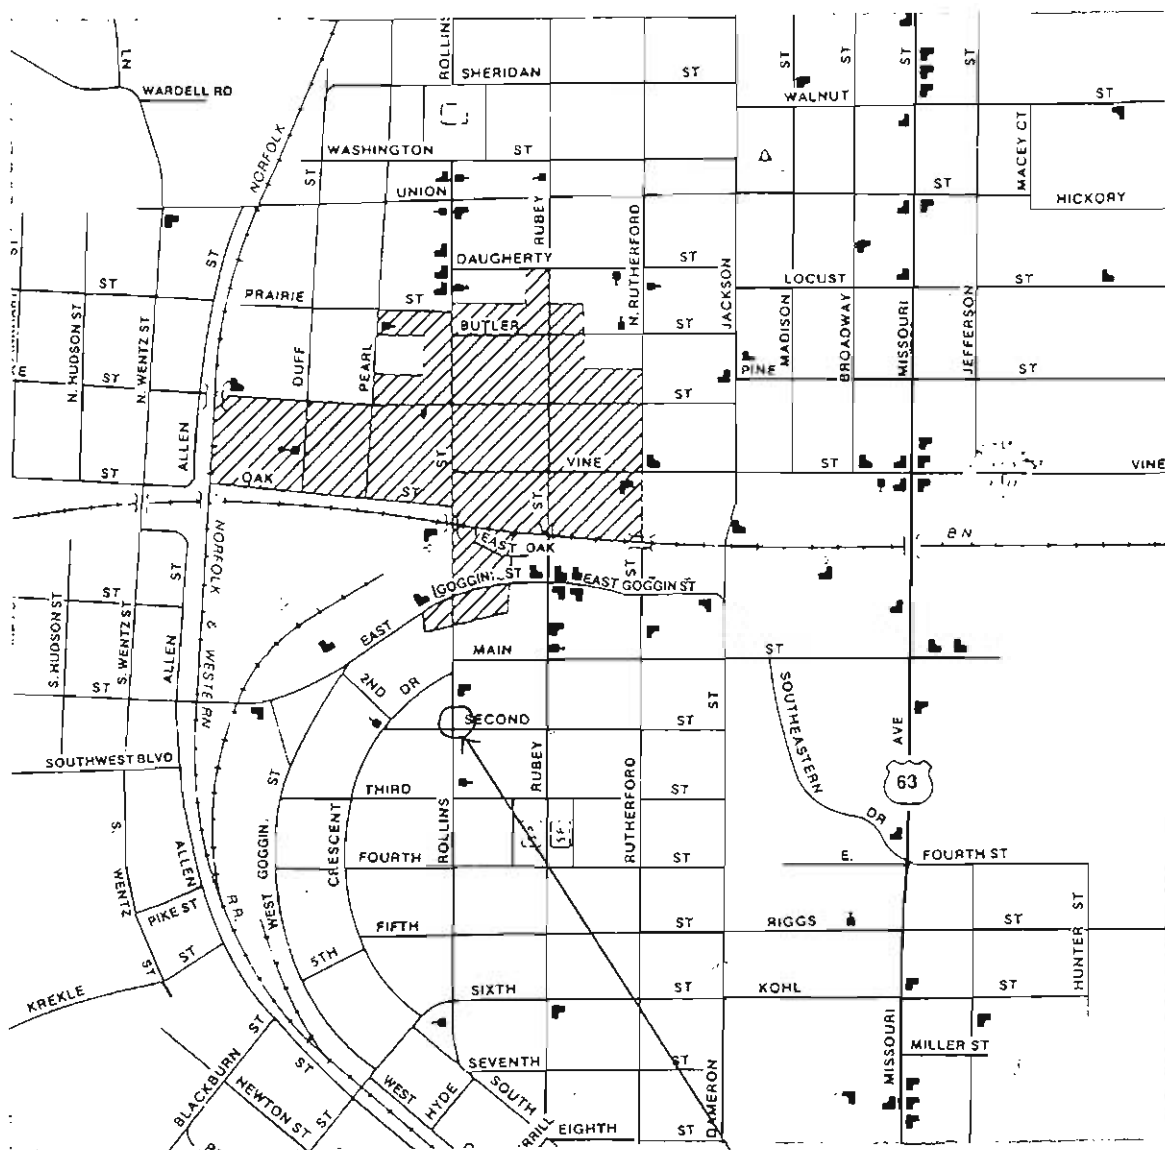 LN
ROLLINS
SHERIDAN ST
ST
ST
ST
ST
WARDELL RD
WALNUT ST
NORFOLK
WASHINGTON ST
ST
UNION
ST
MACEY CT
HICKORY
RUBEY
N. RUTHERFORD
DAUGHERTY ST
JACKSON
LOCUST ST
ST
ST
ST
PRAIRIE ST
BUTLER ST
N. HUDSON ST
N. WENTZ ST
DUFF
PEARL
MADISON
BROADWAY
MISSOURI
JEFFERSON
E ST
PINE ST
ST
ALLEN
ST
OAK ST
ST
VINE ST
ST
VINE
ST
NORFOLK & WESTERN
R.R.
EAST OAK
BN
ST
ST
GOGGIN ST
EAST GOGGIN ST
ST
S. HUDSON ST
S. WENTZ ST
ALLEN
EAST
MAIN ST
ST
2ND DR
SOUTHEASTERN
DR
ST
SECOND ST
AVE
SOUTHWEST BLVD
RUBEY
63
THIRD ST
ST
CRESCENT
ROLLINS
RUTHERFORD
S.
WENTZ
ST
ALLEN
WEST GOGGIN
FOURTH ST
E. FOURTH ST
PIKE ST
ST
FIFTH ST
RIGGS ST
HUNTER ST
5TH
KREKLE
SIXTH ST
KOHL ST
BLACKBURN ST
ST
SEVENTH ST
MISSOURI
MILLER ST
NEWTON ST
ST
WEST
HYDE
SOUTH
EIGHTH ST
DAMERON